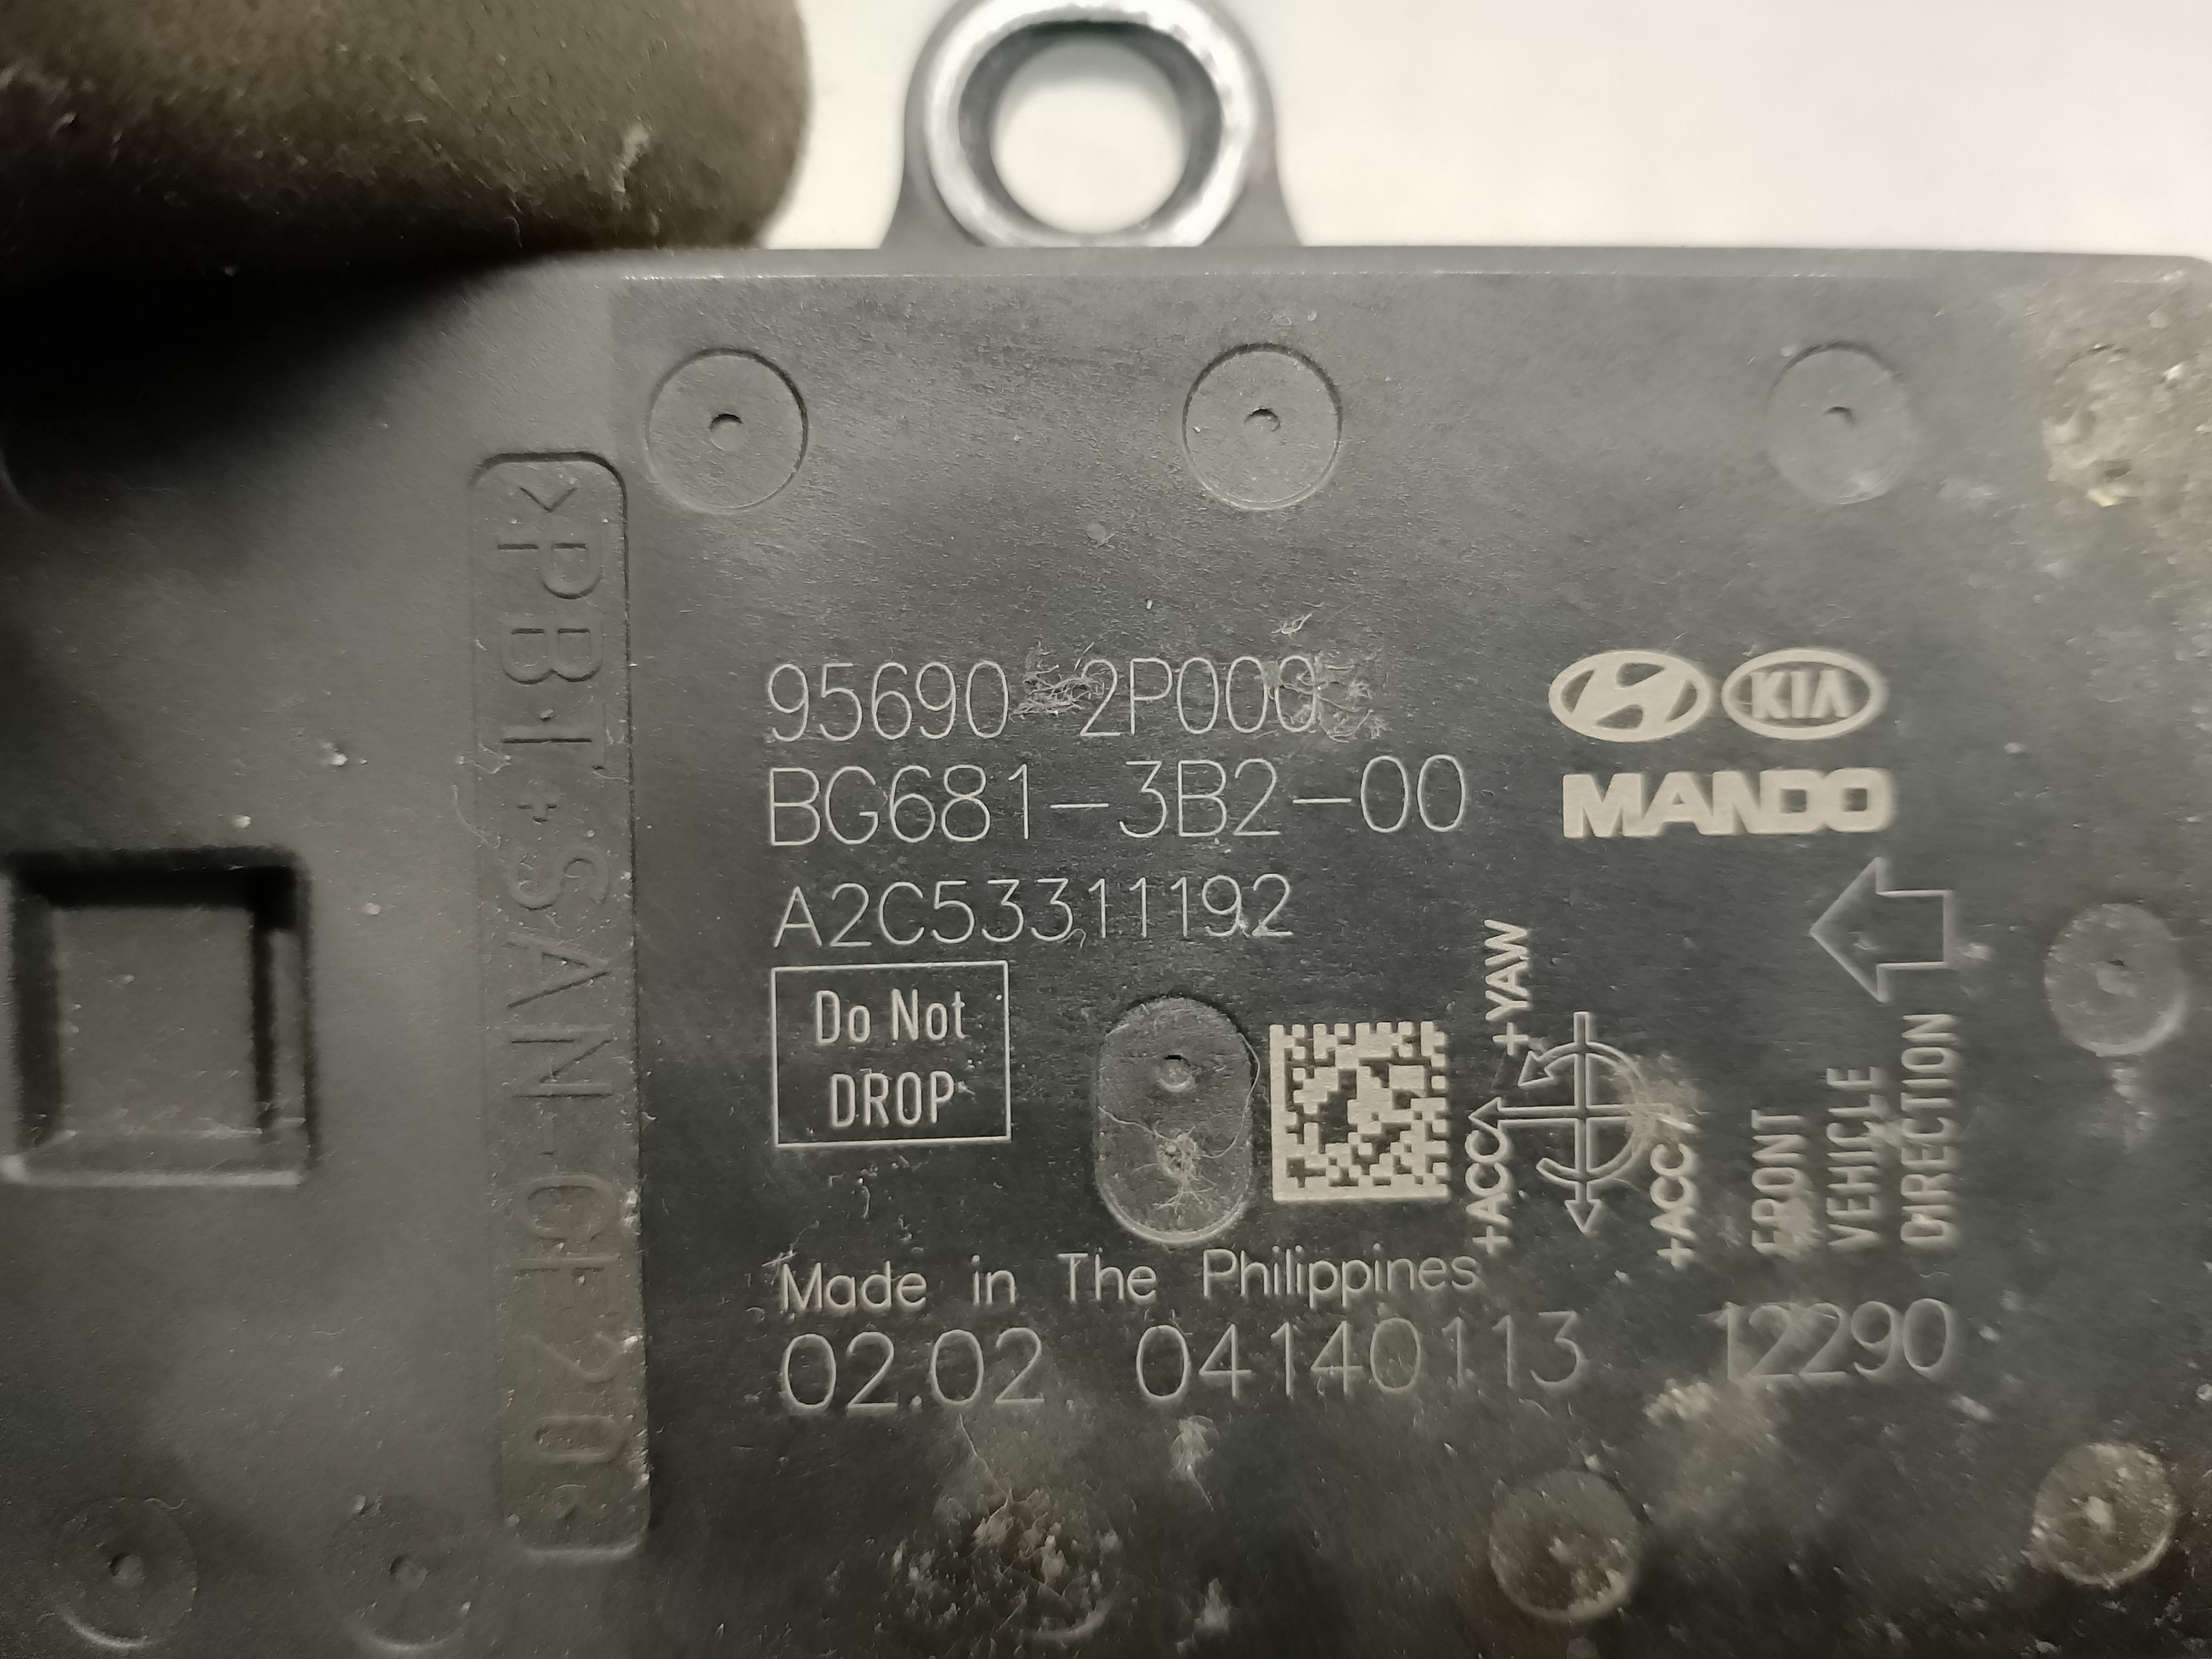 95690-2P000
BG681-3B2-00
A2C53311192
KIA
MANDO
Do Not
DROP
+YAW
+ACC
+ACC
FRONT
VEHICLE
DIRECTION
Made in The Philippines
02.02 04140113 12290
>PBT+SAN-GF20<